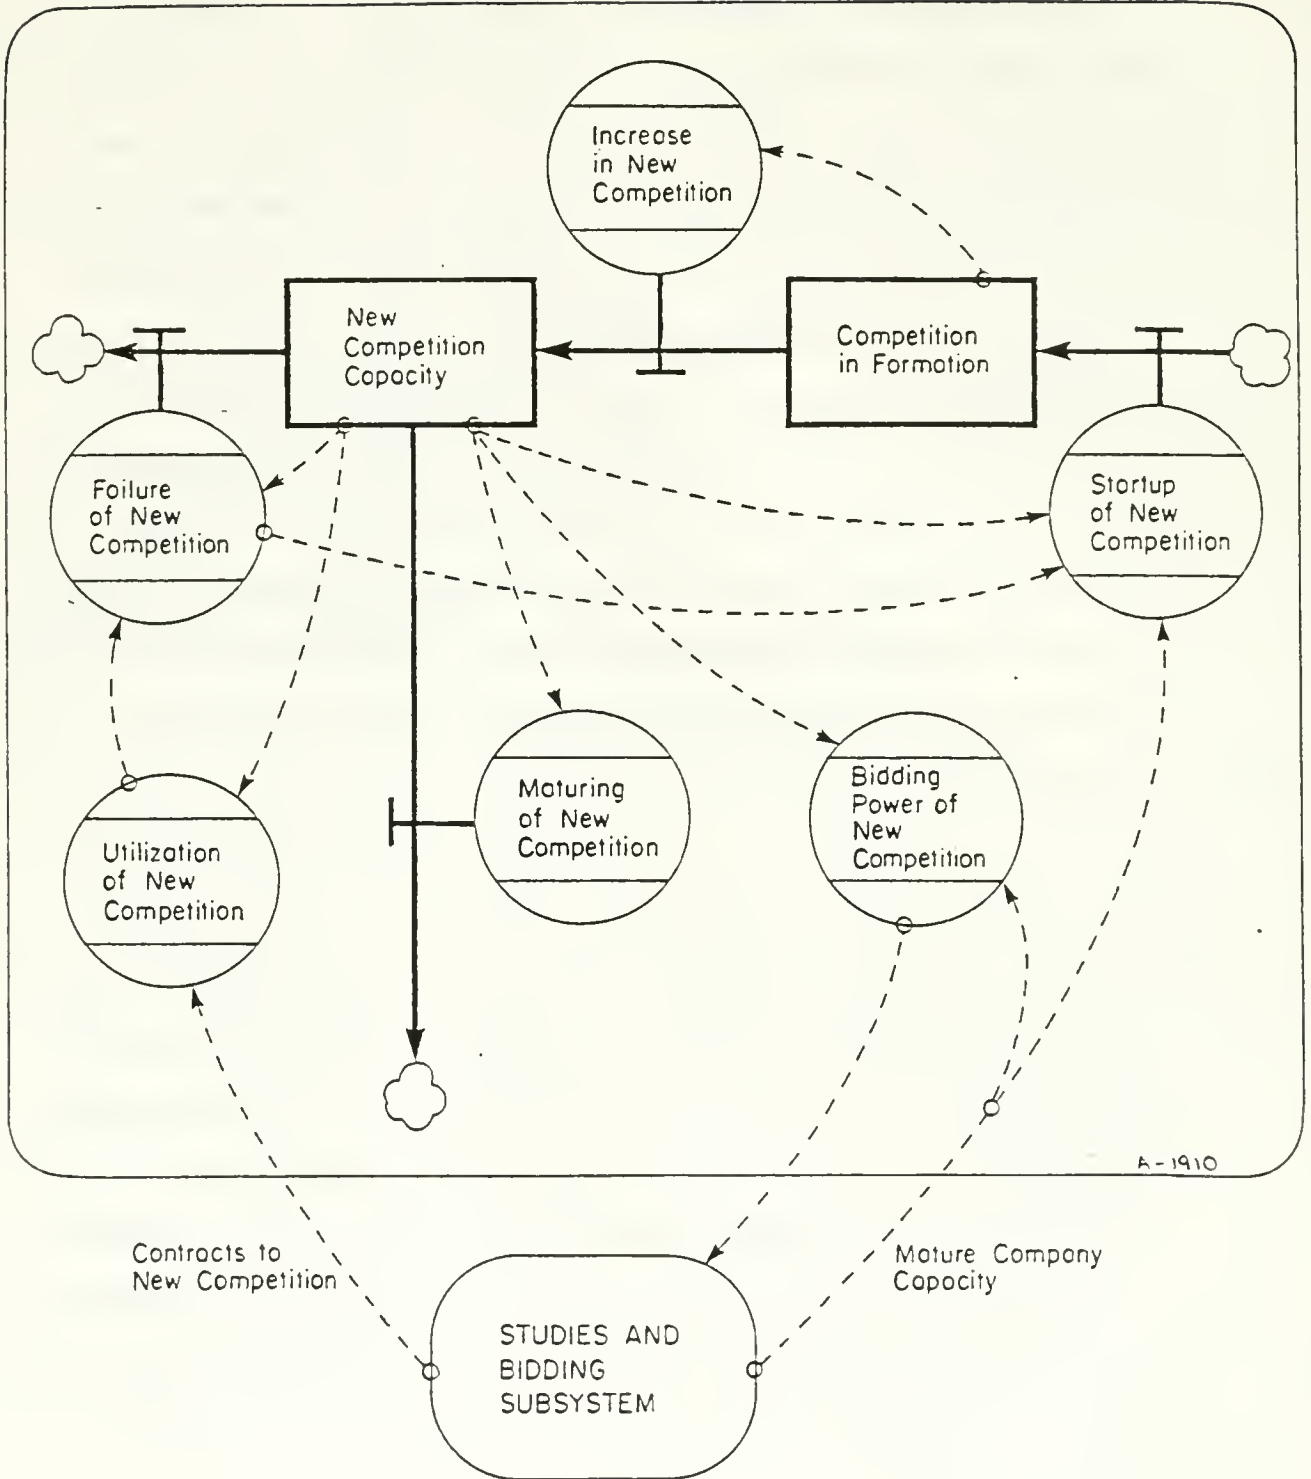 Increase
in New
Competition
New
Competition
Capacity
Competition
in Formation
Failure
of New
Competition
Startup
of New
Competition
Maturing
of New
Competition
Bidding
Power of
New
Competition
Utilization
of New
Competition
A-1910
Contracts to
New Competition
Mature Company
Capacity
STUDIES AND
BIDDING
SUBSYSTEM